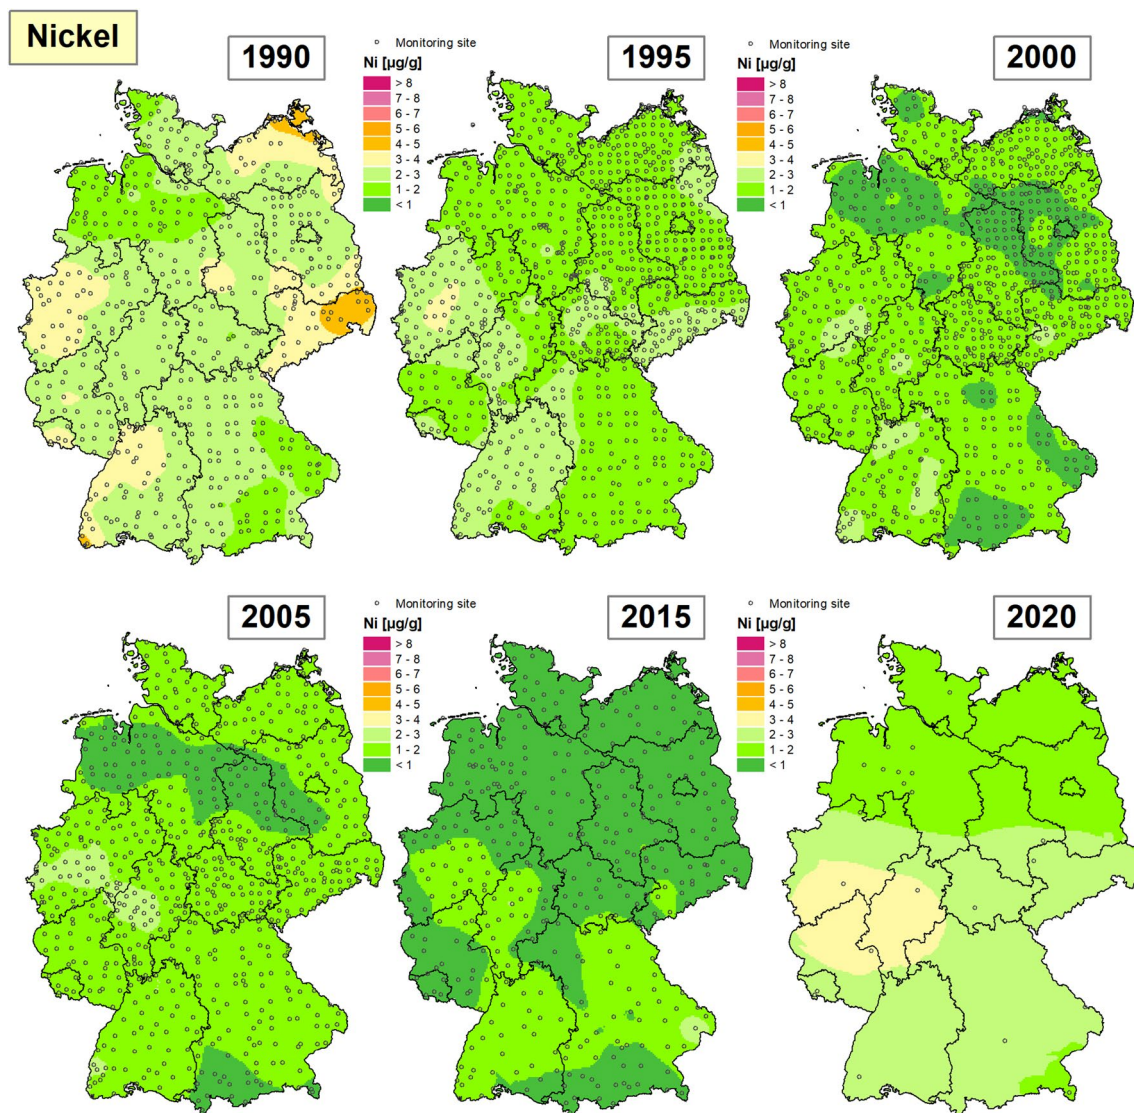 Nickel
1990
Monitoring site
Ni [µg/g]
> 8
7 - 8
6 - 7
5 - 6
4 - 5
3 - 4
2 - 3
1 - 2
< 1
1995
Monitoring site
Ni [µg/g]
> 8
7 - 8
6 - 7
5 - 6
4 - 5
3 - 4
2 - 3
1 - 2
< 1
2000
2005
Monitoring site
Ni [µg/g]
> 8
7 - 8
6 - 7
5 - 6
4 - 5
3 - 4
2 - 3
1 - 2
< 1
2015
Monitoring site
Ni [µg/g]
> 8
7 - 8
6 - 7
5 - 6
4 - 5
3 - 4
2 - 3
1 - 2
< 1
2020